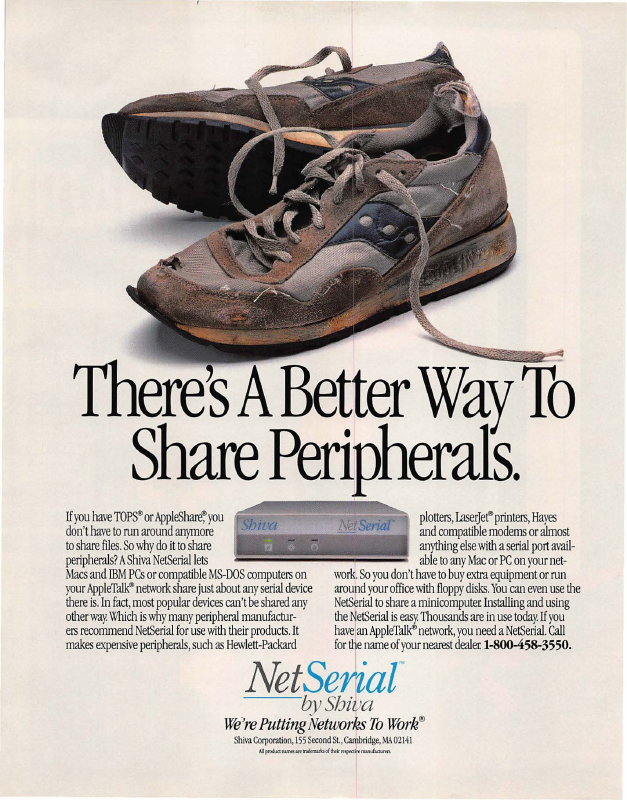 There's A Better Way To
Share Peripherals.
If you have TOPS® or AppleShare®, you
don't have to run around anymore
to share files. So why do it to share
peripherals? A Shiva NetSerial lets
Macs and IBM PCs or compatible MS-DOS computers on
your AppleTalk® network share just about any serial device
there is. In fact, most popular devices can't be shared any
other way. Which is why many peripheral manufactur-
ers recommend NetSerial for use with their products. It
makes expensive peripherals, such as Hewlett-Packard
Shiva
NetSerial™
plotters, LaserJet® printers, Hayes
and compatible modems or almost
anything else with a serial port avail-
able to any Mac or PC on your net-
work. So you don't have to buy extra equipment or run
around your office with floppy disks. You can even use the
NetSerial to share a minicomputer. Installing and using
the NetSerial is easy. Thousands are in use today. If you
have an AppleTalk® network, you need a NetSerial. Call
for the name of your nearest dealer. 1-800-458-3550.
NetSerial™
by Shiva
We're Putting Networks To Work®
Shiva Corporation, 155 Second St., Cambridge, MA 02141
All product names are trademarks of their respective manufacturers.